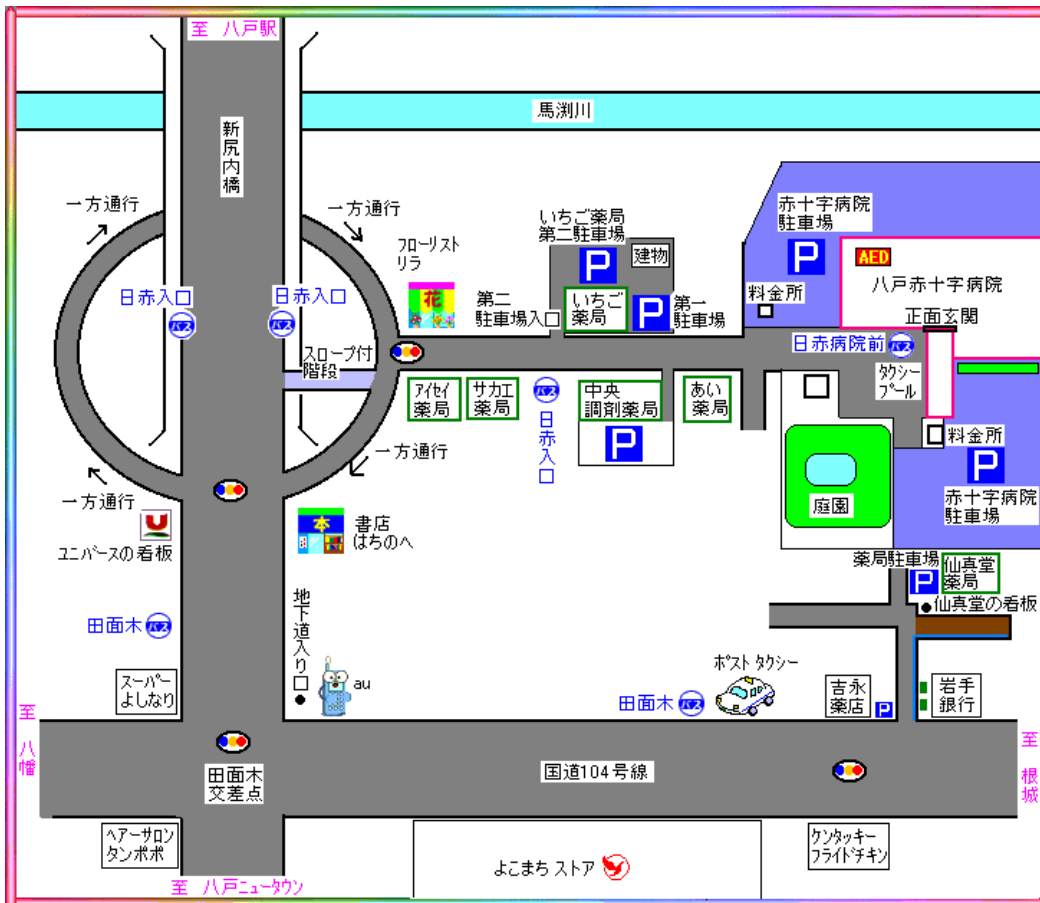 至 八戸駅
馬渕川
新尻内橋
一方通行
一方通行
フローリスト
リラ
花
いちご薬局
第二駐車場
P
建物
赤十字病院
駐車場
P
AED
八戸赤十字病院
正面玄関
料金所
日赤入口
バス
日赤入口
バス
第二
駐車場入口
いちご
薬局
P
第一
駐車場
日赤病院前
バス
タクシー
プール
スロープ付
階段
アイセイ
薬局
サカエ
薬局
バス
日赤入口
中央
調剤薬局
P
あい
薬局
料金所
P
赤十字病院
駐車場
庭園
一方通行
一方通行
ユニバースの看板
本
書店
はちのへ
薬局駐車場
P
仙真堂
薬局
●仙真堂の看板
田面木
バス
地下道入り口
au
スーパー
よしなり
ポストタクシー
田面木
バス
吉永
薬店
P
岩手
銀行
至 八幡
至 根城
田面木
交差点
国道104号線
ヘアーサロン
タンポポ
よこまちストア
ケンタッキー
フライドチキン
至 八戸ニュータウン